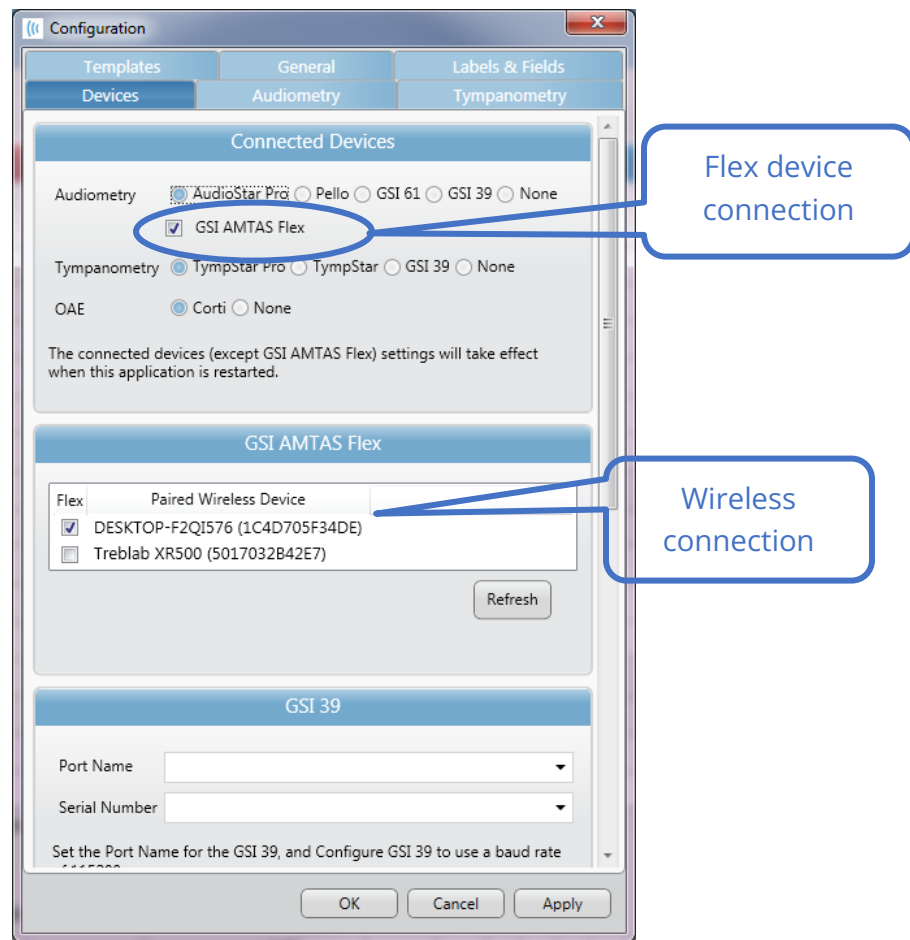 Configuration
Templates General Labels & Fields
Devices Audiometry Tympanometry
Connected Devices
Audiometry AudioStar Pro Pello GSI 61 GSI 39 None
GSI AMTAS Flex
Tympanometry TympStar Pro TympStar GSI 39 None
OAE Corti None
The connected devices (except GSI AMTAS Flex) settings will take effect
when this application is restarted.
Flex device
connection
GSI AMTAS Flex
Flex Paired Wireless Device
DESKTOP-F2QI576 (1C4D705F34DE)
Treblab XR500 (5017032B42E7)
Refresh
Wireless
connection
GSI 39
Port Name
Serial Number
Set the Port Name for the GSI 39, and Configure GSI 39 to use a baud rate
OK Cancel Apply